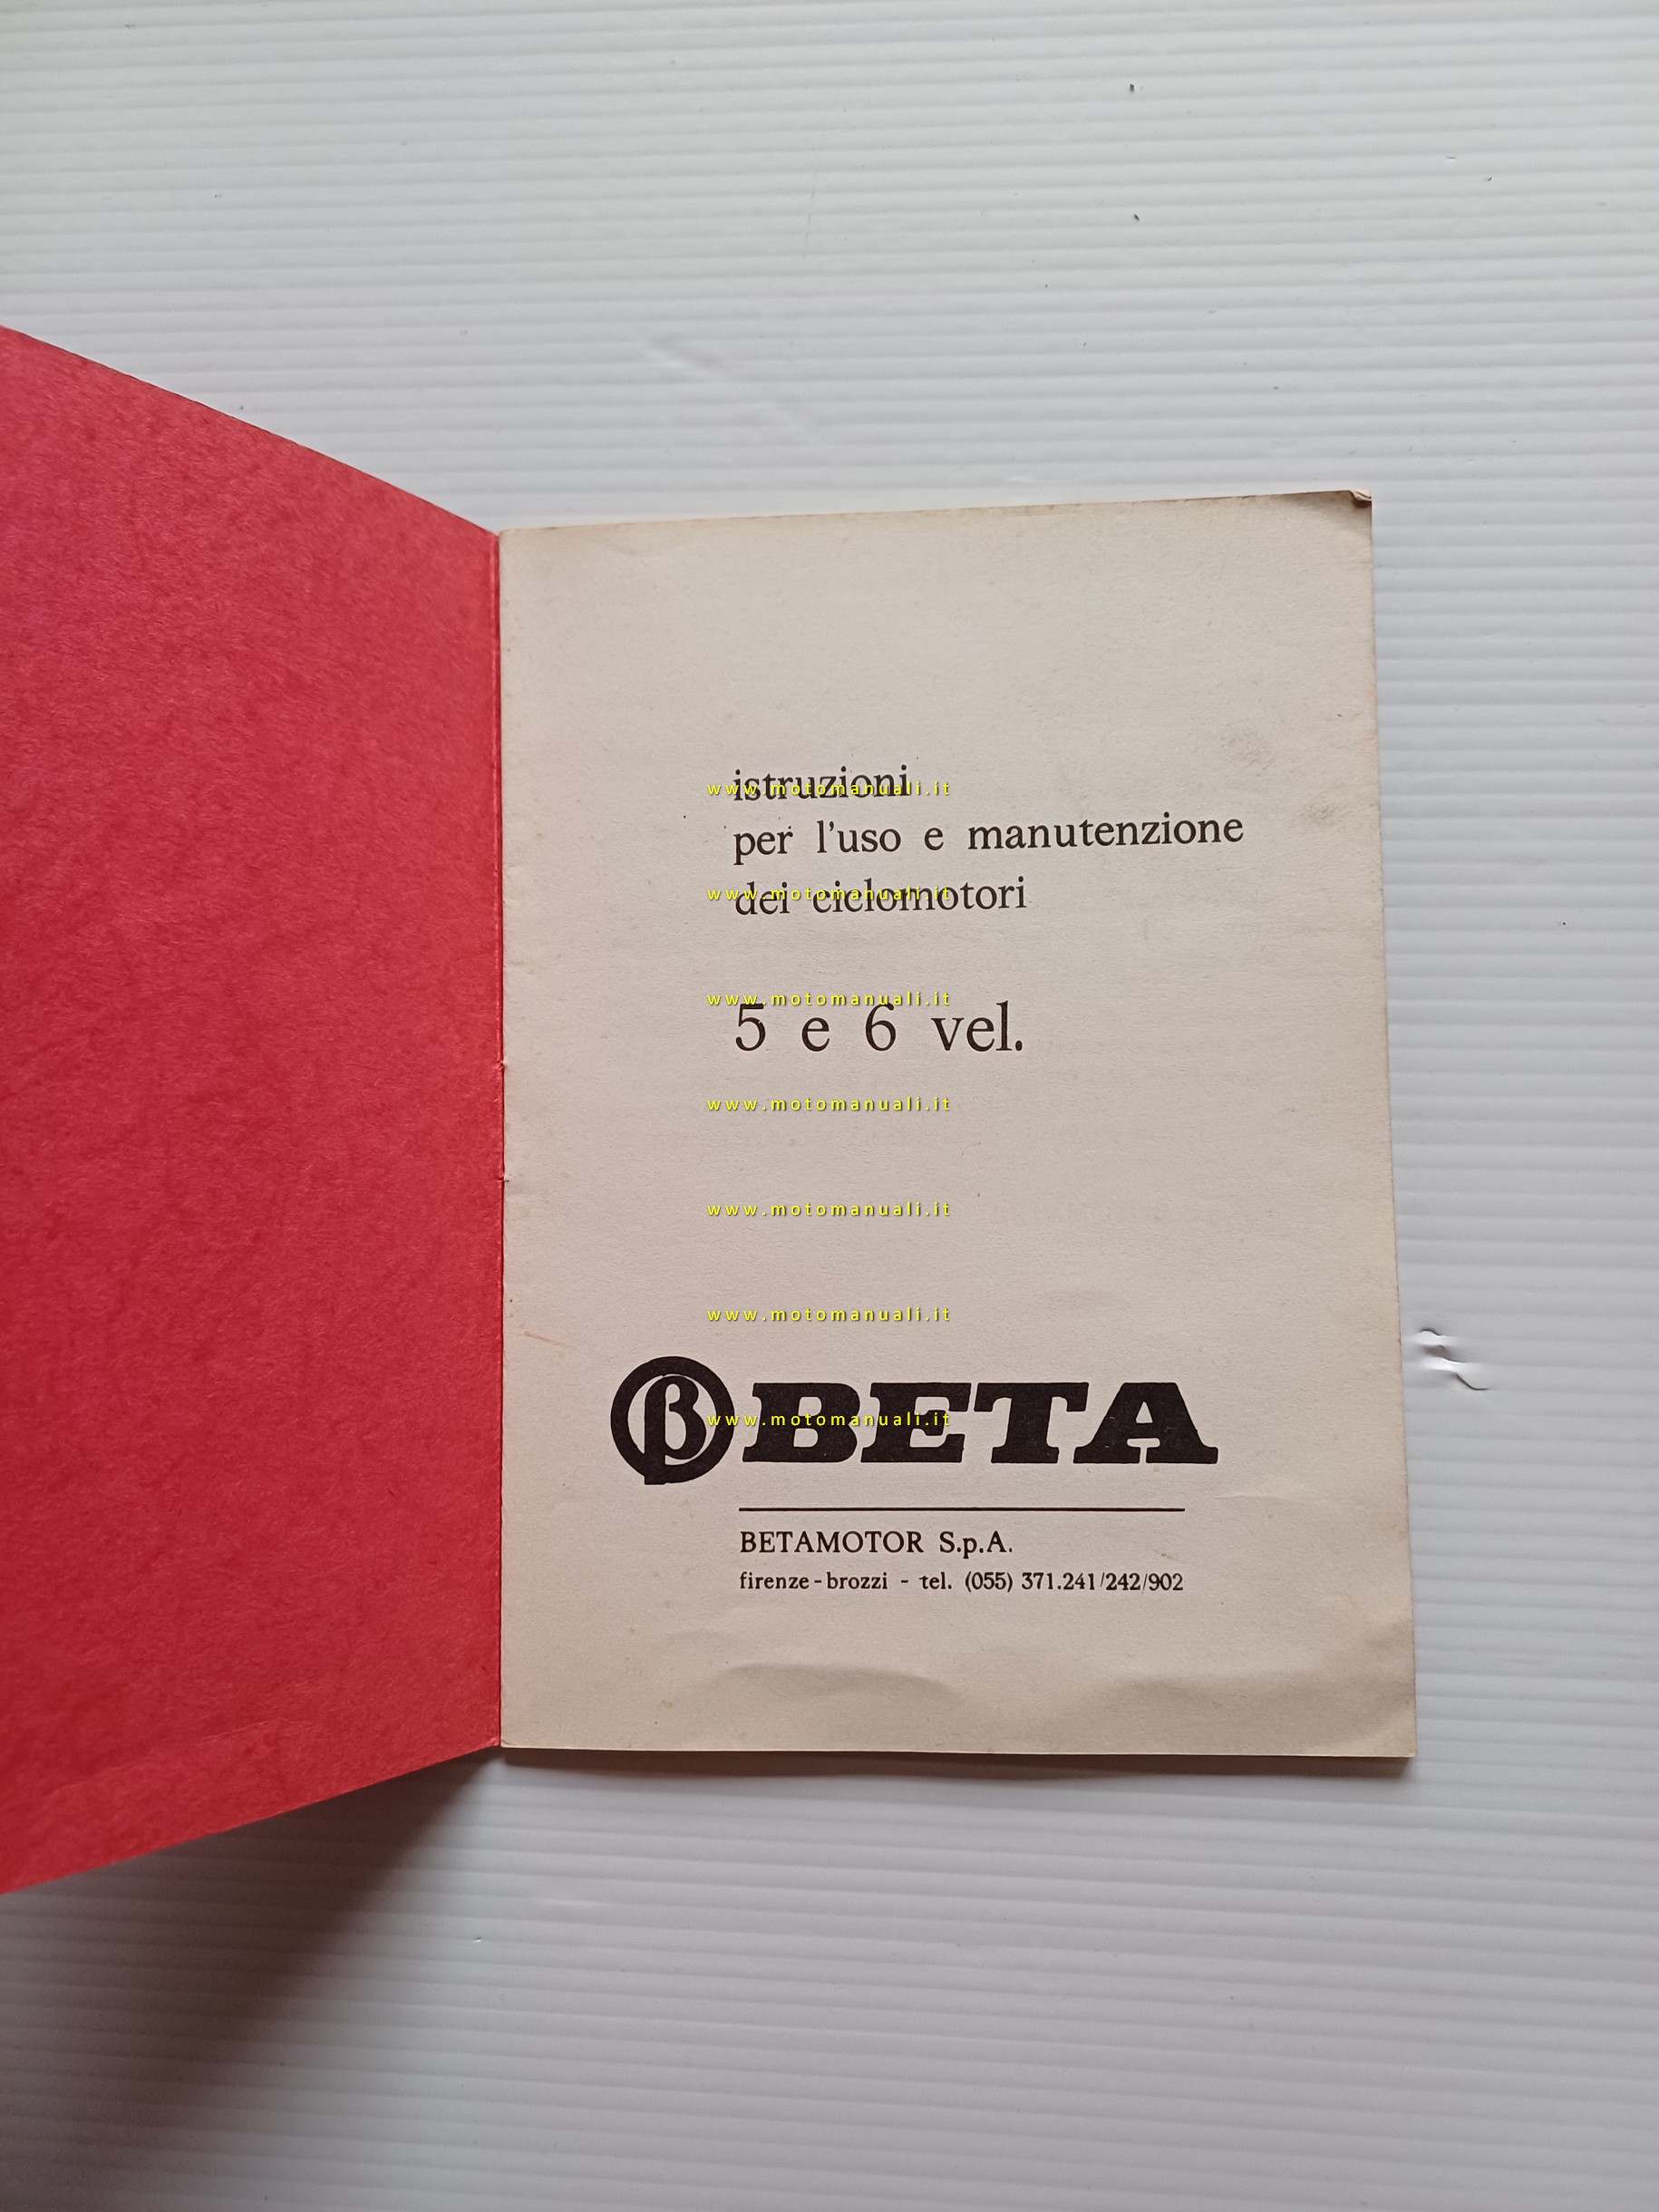 istruzioni
www.motomanuali.it
per l'uso e manutenzione
dei ciclomotori
www.motomanuali.it
www.motomanuali.it
5 e 6 vel.
www.motomanuali.it
www.motomanuali.it
www.motomanuali.it
β BETA
www.motomanuali.it
BETAMOTOR S.p.A.
firenze-brozzi - tel. (055) 371.241/242/902